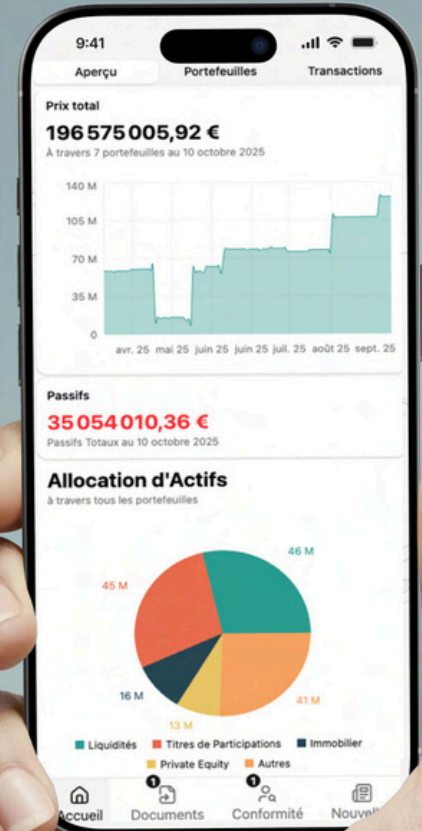 9:41
Aperçu Portefeuilles Transactions
Prix total
196 575 005,92 €
À travers 7 portefeuilles au 10 octobre 2025
140 M
105 M
70 M
35 M
0
avr. 25 mai 25 juin 25 juin 25 juil. 25 août 25 sept. 25
Passifs
35 054 010,36 €
Passifs Totaux au 10 octobre 2025
Allocation d'Actifs
à travers tous les portefeuilles
46 M
45 M
16 M
41 M
13 M
Liquidités Titres de Participations Immobilier
Private Equity Autres
1 1
Accueil Documents Conformité Nouvel